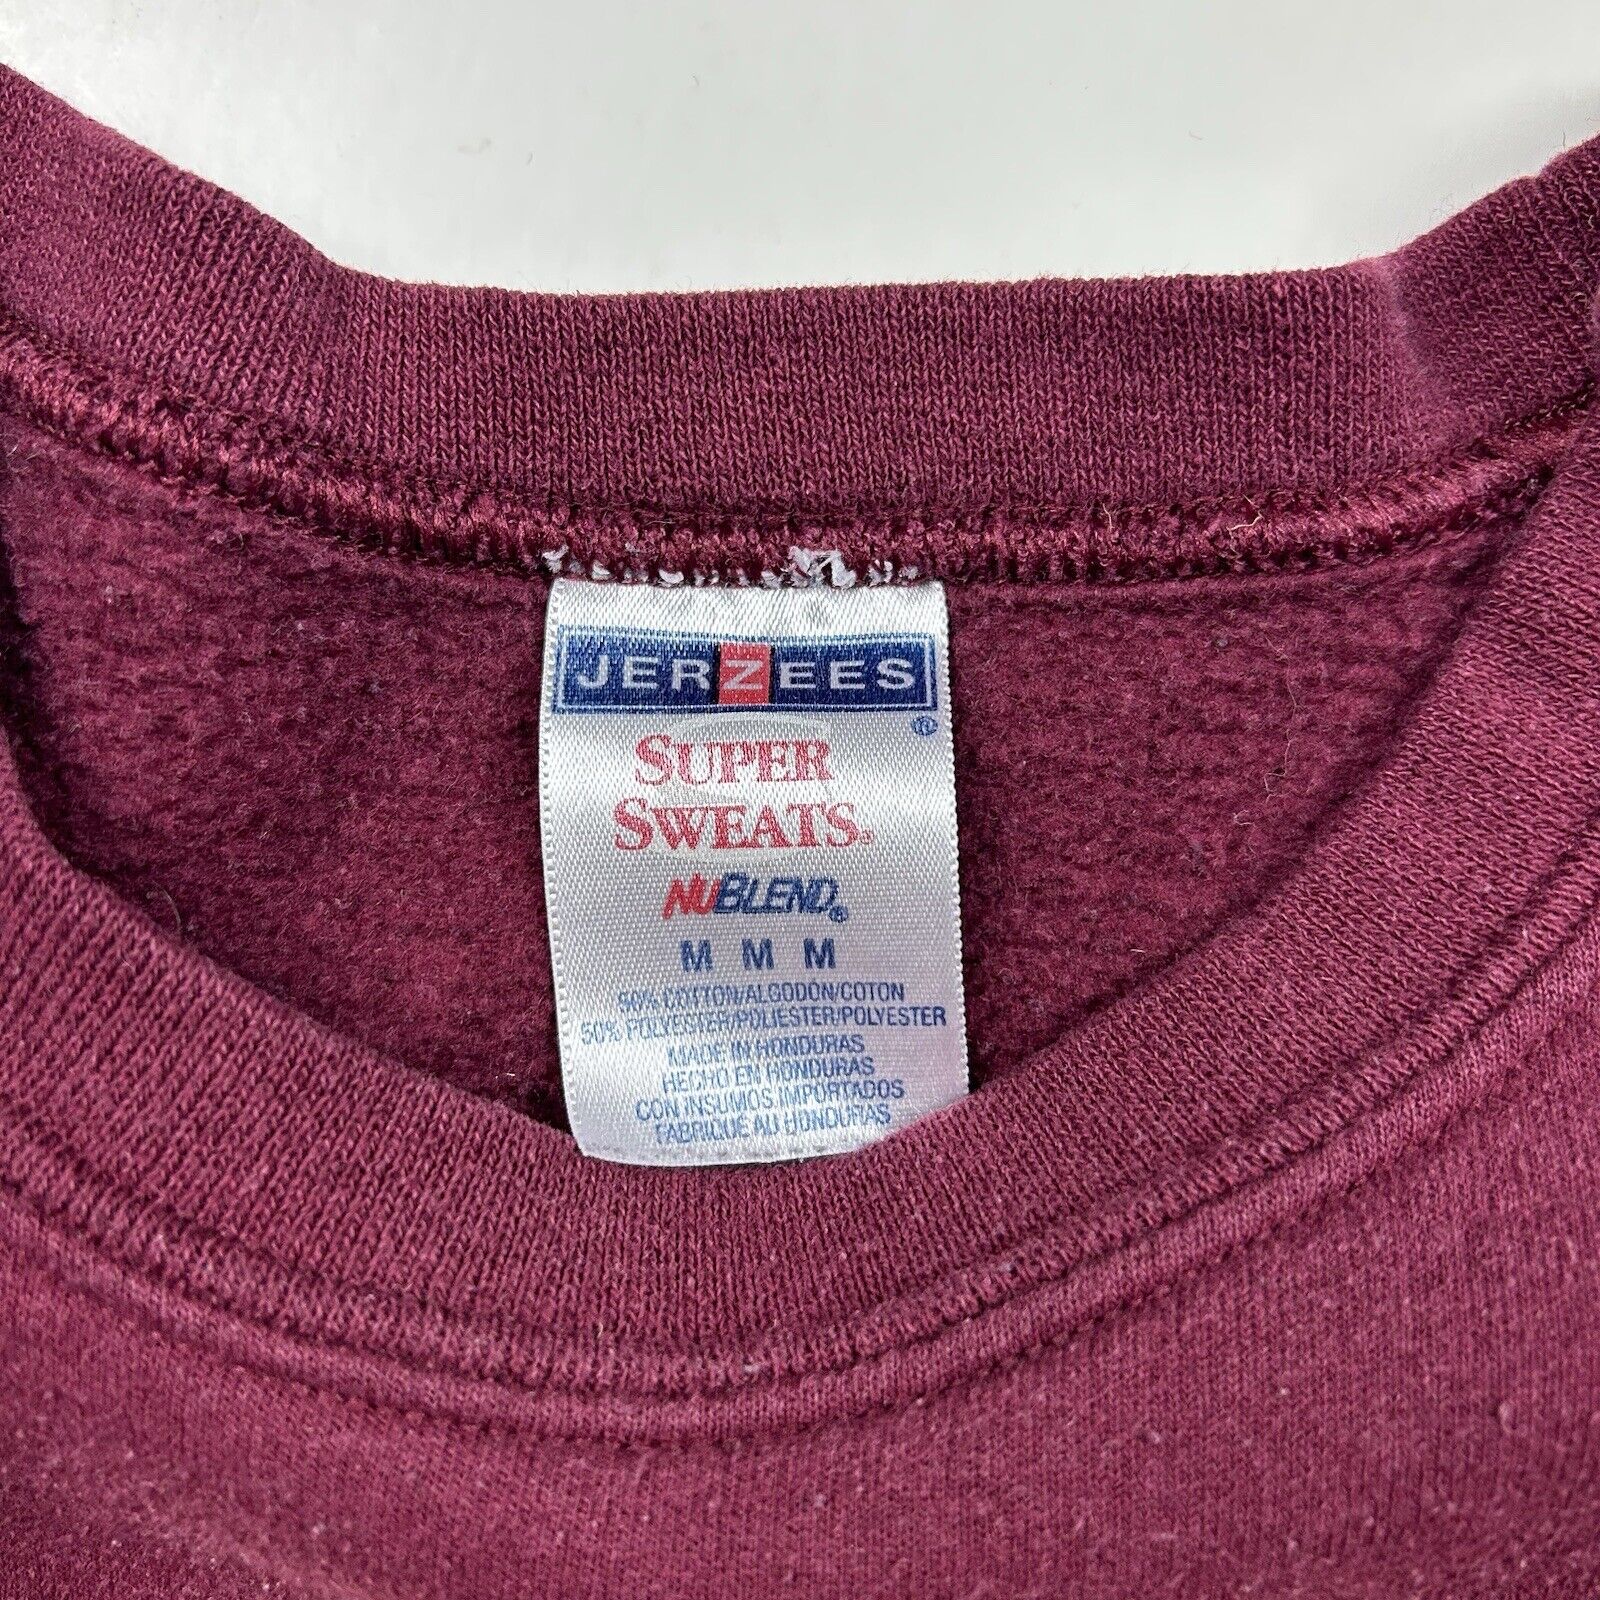 JERZEES
®
SUPER
SWEATS®
NUBLEND®
M M M
50% COTTON/ALGODON/COTON
50% POLYESTER/POLIESTER/POLYESTER
MADE IN HONDURAS
HECHO EN HONDURAS
CON INSUMOS IMPORTADOS
FABRIQUE AU HONDURAS